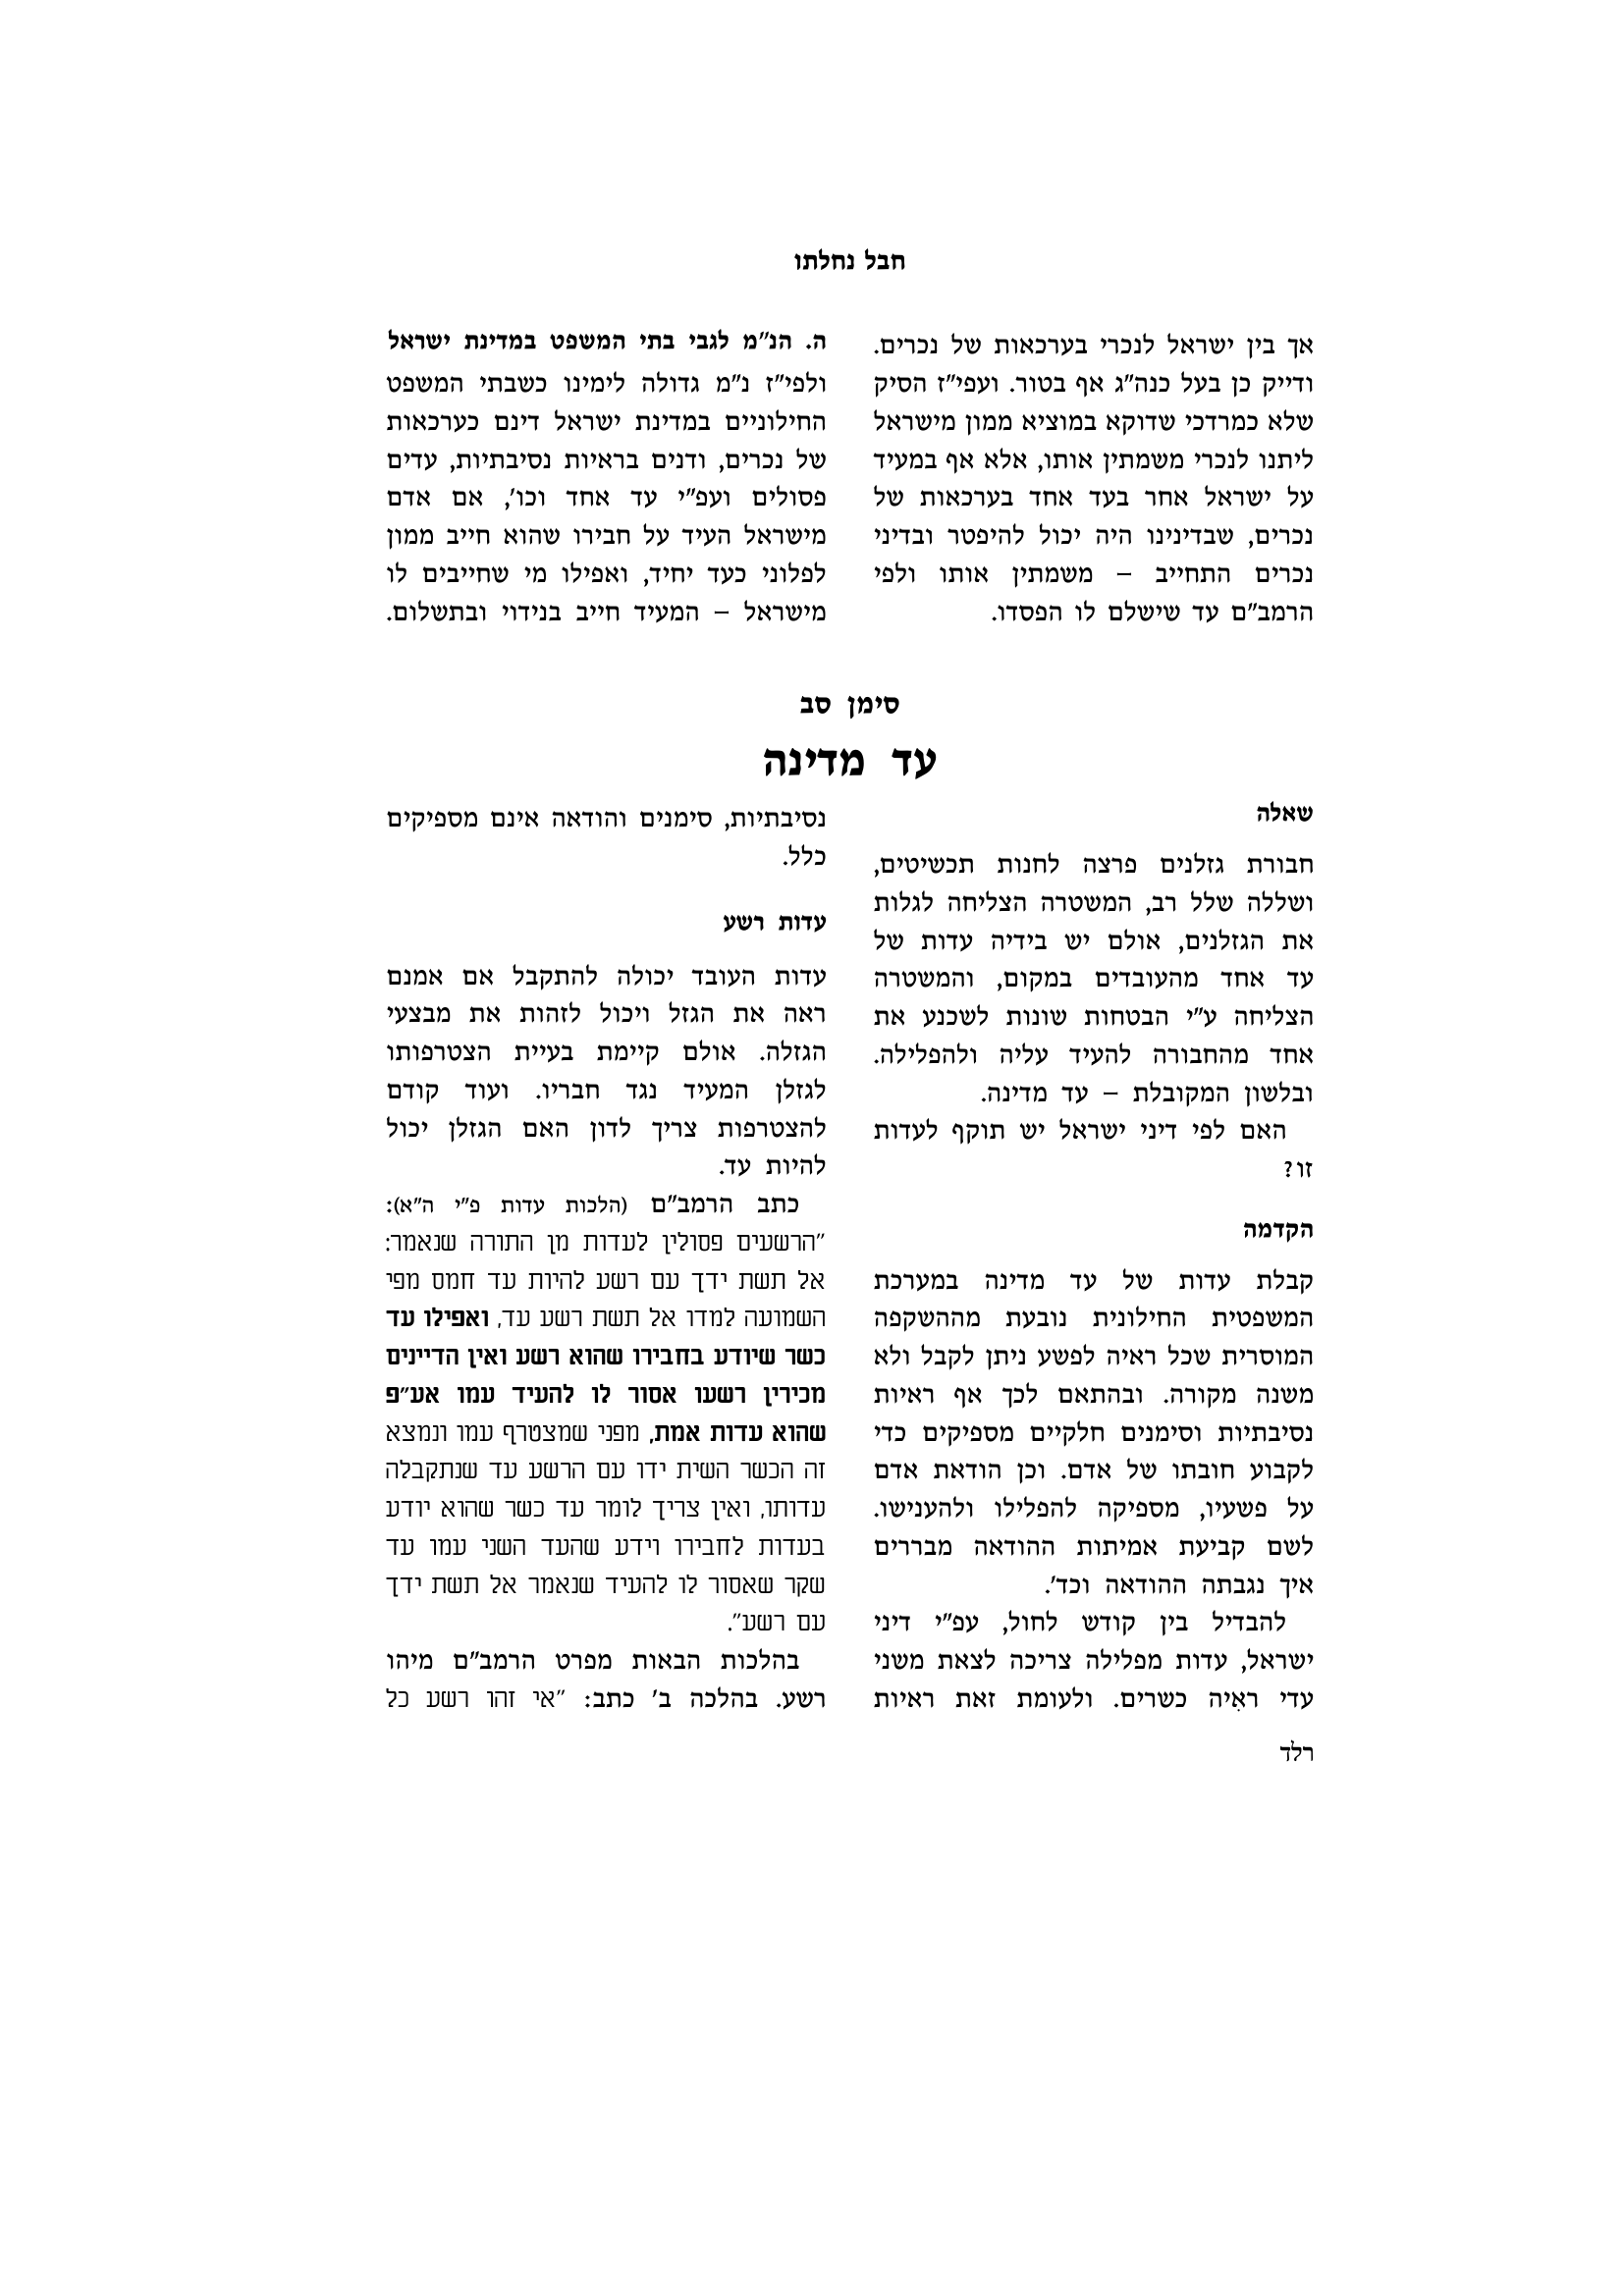 חבל נחלתו
אך בין ישראל לנכרי בערכאות של נכרים.
ודייק כן בעל כנה״ג אף בטור. ועפי״ז הסיק
שלא כמרדכי שדוקא במוציא ממון מישראל
ליתנו לנכרי משמתין אותו, אלא אף במעיד
על ישראל אחר בעד אחד בערכאות של
נכרים, שבדינינו היה יכול להיפטר ובדיני
נכרים התחייב – משמתין אותו ולפי
הרמב״ם עד שישלם לו הפסדו.
ה. הנ״מ לגבי בתי המשפט במדינת ישראל
ולפי״ז נ״מ גדולה לימינו כשבתי המשפט
החילוניים במדינת ישראל דינם כערכאות
של נכרים, ודנים בראיות נסיבתיות, עדים
פסולים ועפ״י עד אחד וכו׳, אם אדם
מישראל העיד על חבירו שהוא חייב ממון
לפלוני כעד יחיד, ואפילו מי שחייבים לו
מישראל – המעיד חייב בנידוי ובתשלום.
סימן סב
עד מדינה
שאלה
חבורת גזלנים פרצה לחנות תכשיטים,
ושללה שלל רב, המשטרה הצליחה לגלות
את הגזלנים, אולם יש בידיה עדות של
עד אחד מהעובדים במקום, והמשטרה
הצליחה ע״י הבטחות שונות לשכנע את
אחד מהחבורה להעיד עליה ולהפלילה.
ובלשון המקובלת – עד מדינה.
האם לפי דיני ישראל יש תוקף לעדות
זו?
הקדמה
קבלת עדות של עד מדינה במערכת
המשפטית החילונית נובעת מההשקפה
המוסרית שכל ראיה לפשע ניתן לקבל ולא
משנה מקורה. ובהתאם לכך אף ראיות
נסיבתיות וסימנים חלקיים מספיקים כדי
לקבוע חובתו של אדם. וכן הודאת אדם
על פשעיו, מספיקה להפלילו ולהענישו.
לשם קביעת אמיתות ההודאה מבררים
איך נגבתה ההודאה וכד׳.
להבדיל בין קודש לחול, עפ״י דיני
ישראל, עדות מפלילה צריכה לצאת משני
עדי ראִיה כשרים. ולעומת זאת ראיות
נסיבתיות, סימנים והודאה אינם מספיקים
כלל.
עדות רשע
עדות העובד יכולה להתקבל אם אמנם
ראה את הגזל ויכול לזהות את מבצעי
הגזלה. אולם קיימת בעיית הצטרפותו
לגזלן המעיד נגד חבריו. ועוד קודם
להצטרפות צריך לדון האם הגזלן יכול
להיות עד.
כתב הרמב״ם (הלכות עדות פ״י ה״א):
״הרשעים פסולין לעדות מן התורה שנאמר:
אל תשת ידך עם רשע להיות עד חמס מפי
השמועה למדו אל תשת רשע עד, ואפילו עד
כשר שיודע בחבירו שהוא רשע ואין הדיינים
מכירין רשעו אסור לו להעיד עמו אע״פ
שהוא עדות אמת, מפני שמצטרף עמו ונמצא
זה הכשר השית ידו עם הרשע עד שנתקבלה
עדותו, ואין צריך לומר עד כשר שהוא יודע
בעדות לחבירו וידע שהעד השני עמו עד
שקר שאסור לו להעיד שנאמר אל תשת ידך
עם רשע״.
בהלכות הבאות מפרט הרמב״ם מיהו
רשע. בהלכה ב׳ כתב: ״אי זהו רשע כל
רלד